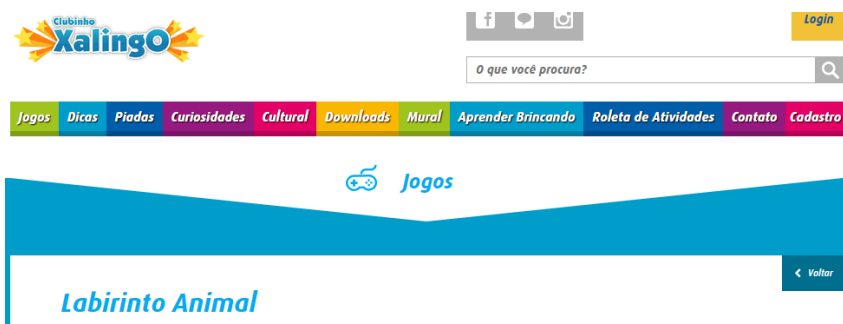 Clubinho
Xalingo
Login
O que você procura?
Jogos Dicas Piadas Curiosidades Cultural Downloads Mural Aprender Brincando Roleta de Atividades Contato Cadastro
Jogos
Voltar
Labirinto Animal